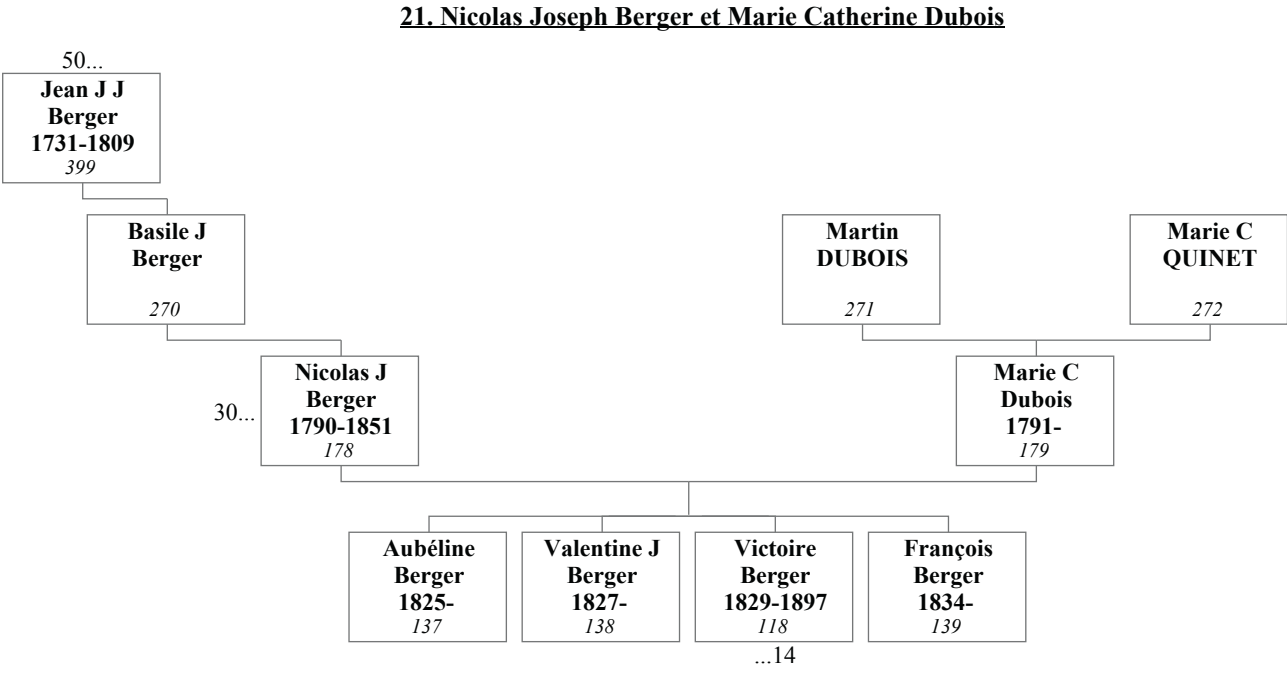 21. Nicolas Joseph Berger et Marie Catherine Dubois
50...
Jean J J
Berger
1731-1809
399
Basile J
Berger
270
Martin
DUBOIS
271
Marie C
QUINET
272
30...
Nicolas J
Berger
1790-1851
178
Marie C
Dubois
1791-
179
Aubéline
Berger
1825-
137
Valentine J
Berger
1827-
138
Victoire
Berger
1829-1897
118
...14
François
Berger
1834-
139